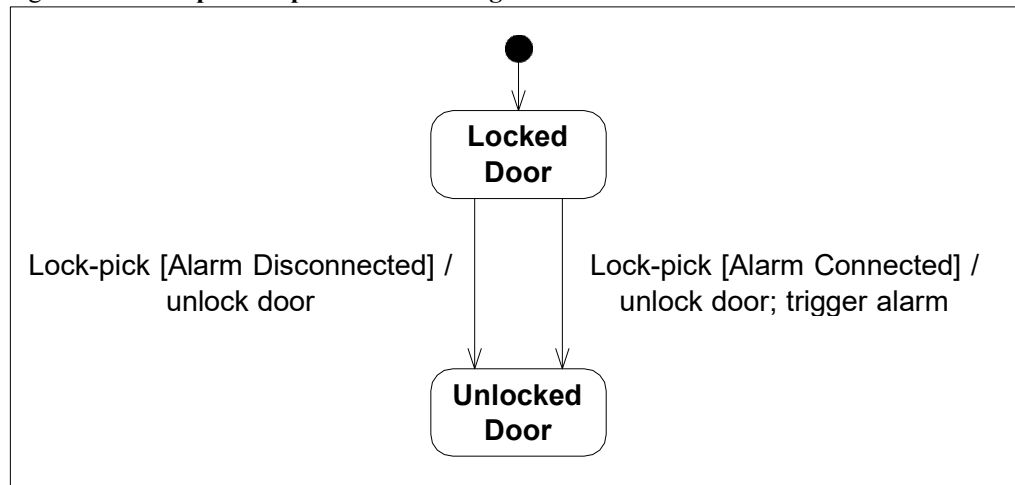 Locked
Door
Lock-pick [Alarm Disconnected] /
unlock door
Lock-pick [Alarm Connected] /
unlock door; trigger alarm
Unlocked
Door